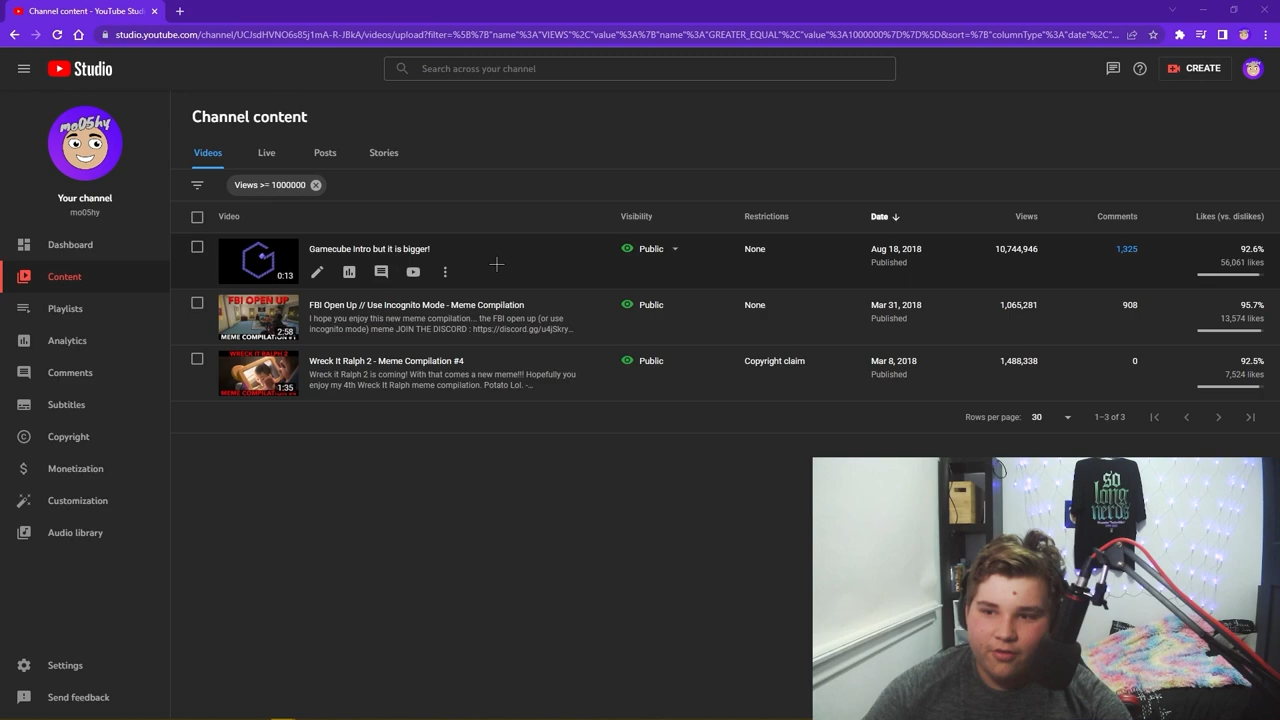 Channel content - YouTube Studi
studio.youtube.com/channel/UCJsdHVNO6s85j1mA-R-JBkA/videos/upload?filter=%5B%7B"name"%3A"VIEWS"%2C"value"%3A%7B"name"%3A"GREATER_EQUAL"%2C"value"%3A1000000%7D%7D%5D&sort=%7B"columnType"%3A"date"%2C"...
Studio
Search across your channel
CREATE
mo05hy
Your channel
mo05hy
Dashboard
Content
Playlists
Analytics
Comments
Subtitles
Copyright
Monetization
Customization
Audio library
Settings
Send feedback
Channel content
Videos Live Posts Stories
Views >= 1000000
Video Visibility Restrictions Date Views Comments Likes (vs. dislikes)
0:13
Gamecube Intro but it is bigger! Public None Aug 18, 2018 10,744,946 1,325 92.6%
Published 56,061 likes
FBI OPEN UP
2:58
FBI Open Up // Use Incognito Mode - Meme Compilation Public None Mar 31, 2018 1,065,281 908 95.7%
I hope you enjoy this new meme compilation... the FBI open up (or use Published 13,574 likes
incognito mode) meme JOIN THE DISCORD : https://discord.gg/u4jSkry...
WRECK IT RALPH 2
1:35
Wreck It Ralph 2 - Meme Compilation #4 Public Copyright claim Mar 8, 2018 1,488,338 0 92.5%
Wreck it Ralph 2 is coming! With that comes a new meme!!! Hopefully you Published 7,524 likes
enjoy my 4th Wreck It Ralph meme compilation. Potato Lol. -...
Rows per page: 30 1–3 of 3
so
long
nerds